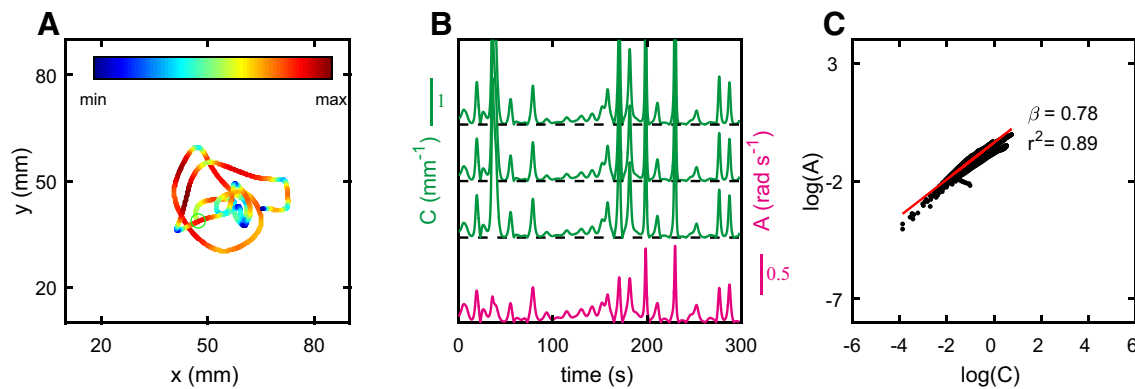 A
80
50
20
y (mm)
min
max
20
50
80
x (mm)
B
1
C (mm⁻¹)
A (rad s⁻¹)
0.5
0
100
200
300
time (s)
C
3
-2
-7
log(A)
β = 0.78
r² = 0.89
-6
-4
-2
0
2
4
6
log(C)